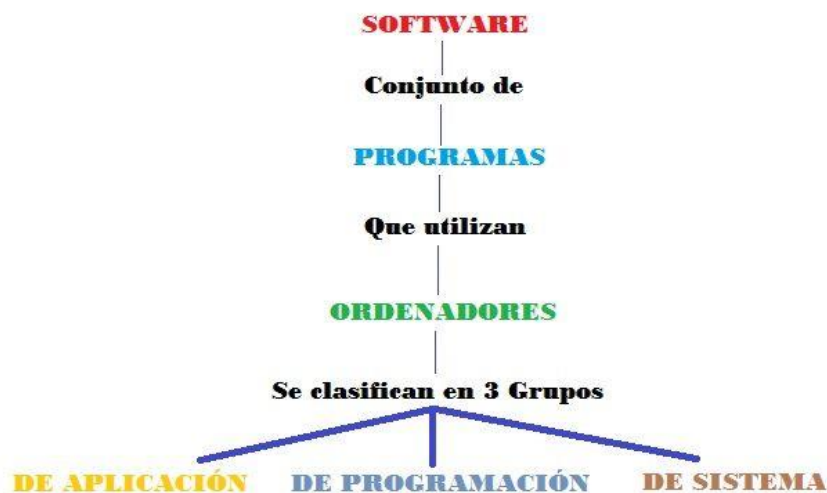 SOFTWARE
Conjunto de
PROGRAMAS
Que utilizan
ORDENADORES
Se clasifican en 3 Grupos
DE APLICACIÓN DE PROGRAMACIÓN DE SISTEMA